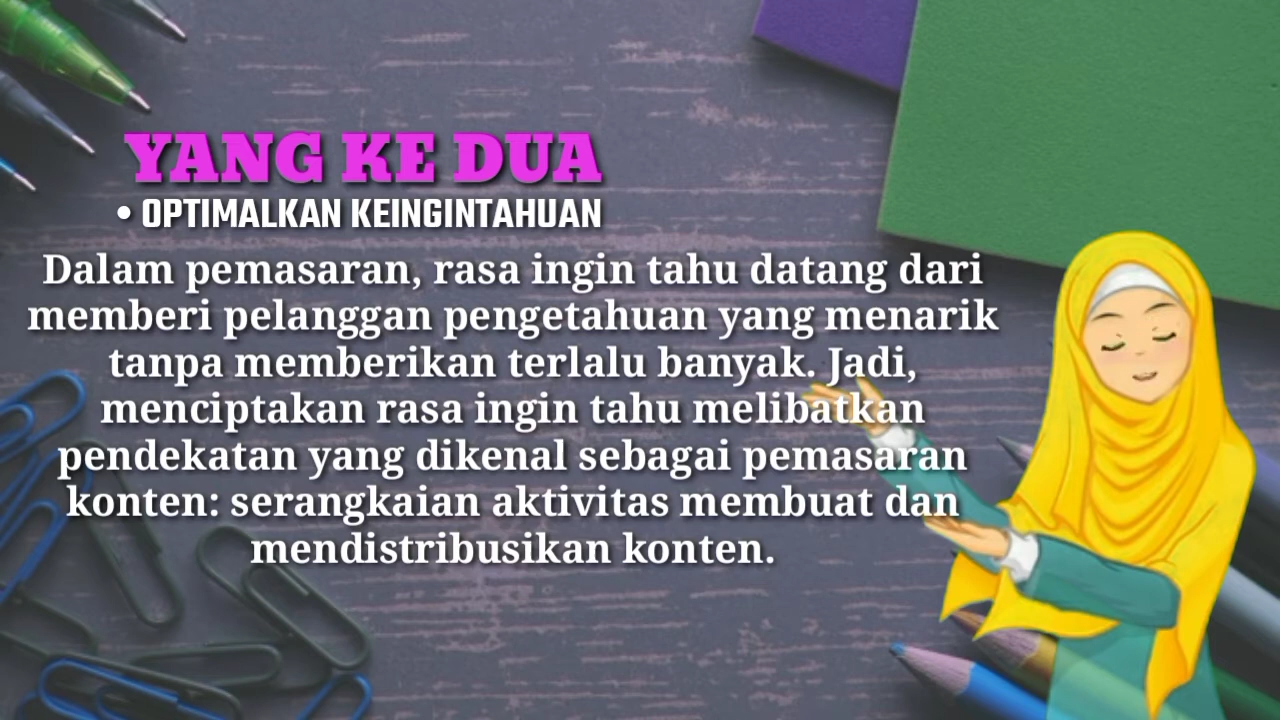 YANG KE DUA
• OPTIMALKAN KEINGINTAHUAN
Dalam pemasaran, rasa ingin tahu datang dari
memberi pelanggan pengetahuan yang menarik
tanpa memberikan terlalu banyak. Jadi,
menciptakan rasa ingin tahu melibatkan
pendekatan yang dikenal sebagai pemasaran
konten: serangkaian aktivitas membuat dan
mendistribusikan konten.